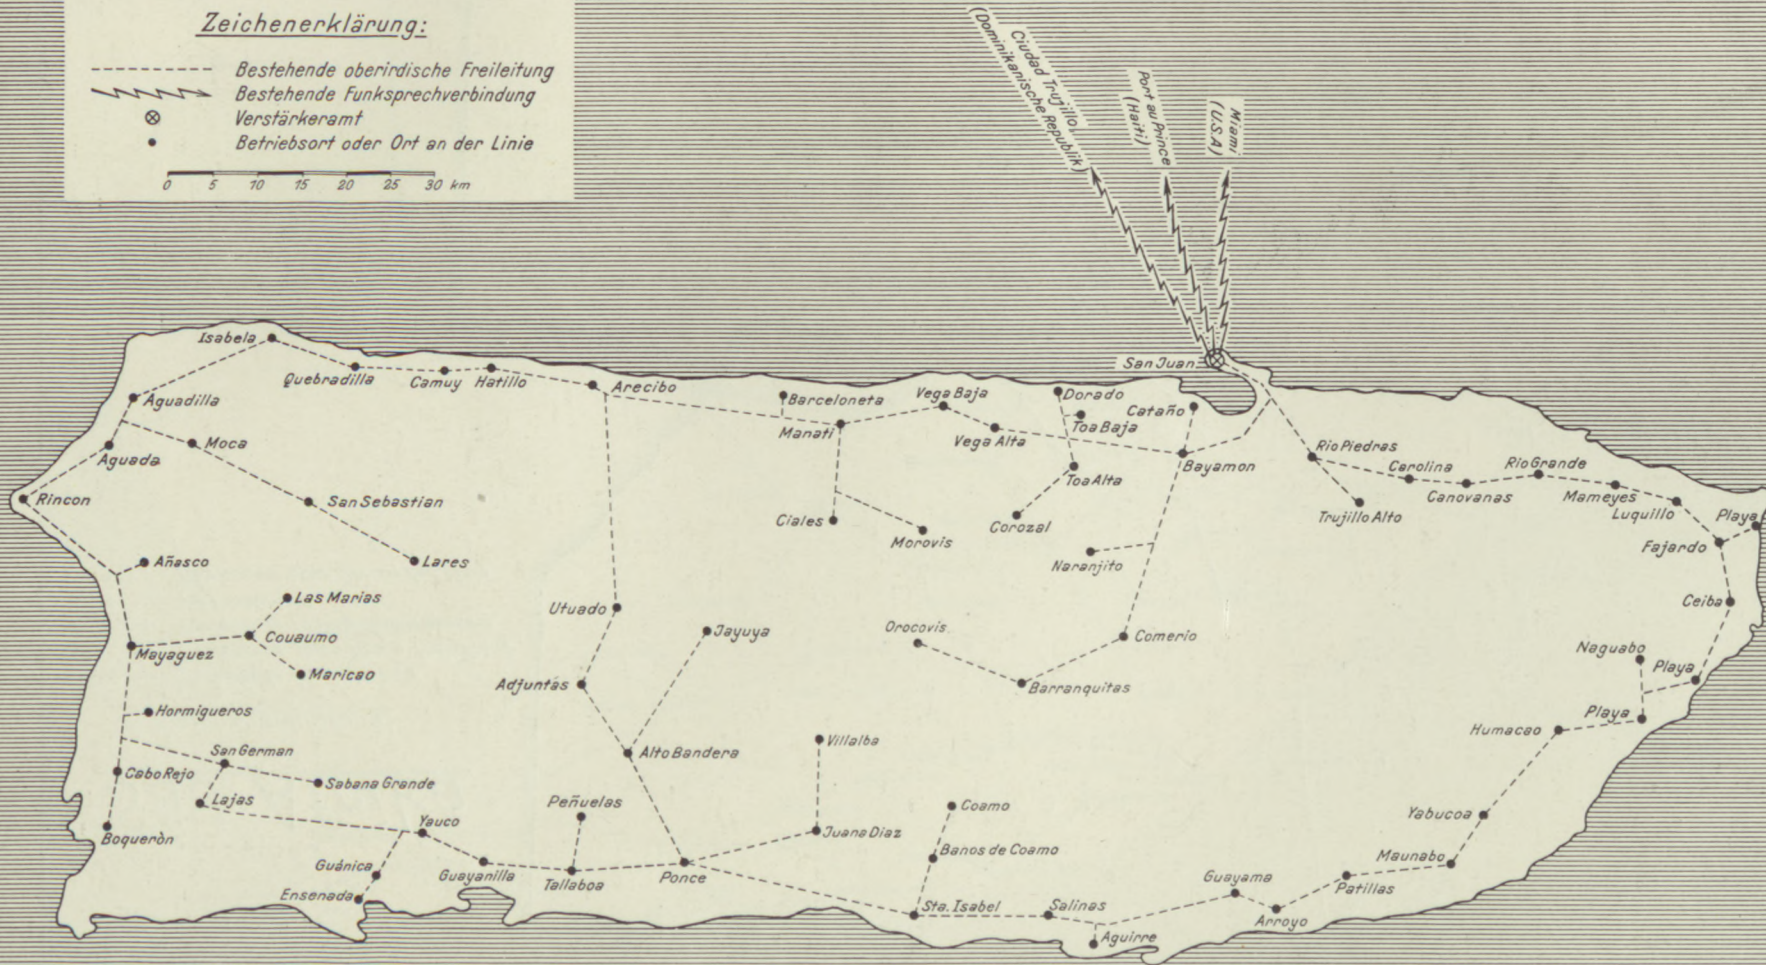 Zeichenerklärung:
Bestehende oberirdische Freileitung
Bestehende Funksprechverbindung
Verstärkeramt
Betriebsort oder Ort an der Linie
0 5 10 15 20 25 30 km
Ciudad Trujillo,
(Dominikanische Republik)
Port au Prince
(Haiti)
Miami
(U.S.A)
San Juan
Isabela
Quebradilla
Camuy
Hatillo
Arecibo
Aguadilla
Barceloneta
Vega Baja
Dorado
Cataño
Toa Baja
Manati
Vega Alta
Moca
Aguada
Bayamon
Rio Piedras
Carolina
Rio Grande
Toa Alta
Canovanas
Mameyes
Luquillo
Rincon
San Sebastian
Ciales
Morovis
Corozal
Trujillo Alto
Playa
Fajardo
Añasco
Lares
Naranjito
Las Marias
Utuado
Ceiba
Couaumo
Jayuya
Orocovis
Comerio
Mayaguez
Naguabo
Playa
Maricao
Adjuntás
Barranquitas
Hormigueros
Playa
Humacao
San German
Alto Bandera
Villalba
Cabo Rejo
Sabana Grande
Lajas
Peñuelas
Coamo
Yabucoa
Boqueròn
Yauco
Juana Diaz
Guánica
Guayanilla
Tallaboa
Ponce
Banos de Coamo
Maunabo
Ensenada
Guayama
Patillas
Sta. Isabel
Salinas
Arroyo
Aguirre